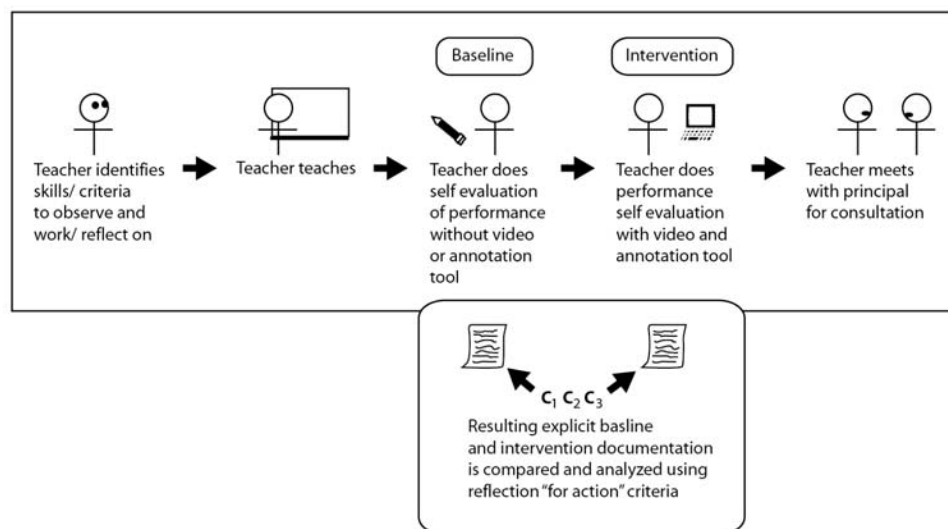 Baseline
Intervention
Teacher identifies
skills/ criteria
to observe and
work/ reflect on
Teacher teaches
Teacher does
self evaluation
of performance
without video
or annotation
tool
Teacher does
performance
self evaluation
with video and
annotation tool
Teacher meets
with principal
for consultation
C₁ C₂ C₃
Resulting explicit basline
and intervention documentation
is compared and analyzed using
reflection “for action” criteria